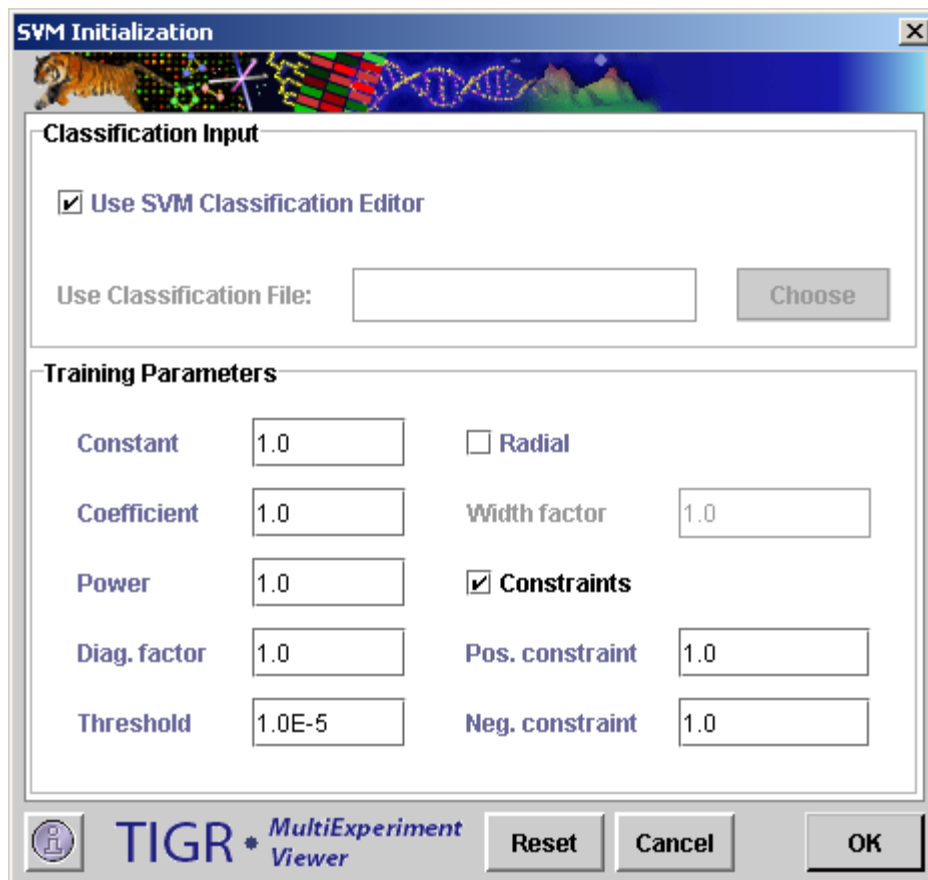 SVM Initialization
Classification Input
Use SVM Classification Editor
Use Classification File: Choose
Training Parameters
Constant 1.0 Radial
Coefficient 1.0 Width factor 1.0
Power 1.0 Constraints
Diag. factor 1.0 Pos. constraint 1.0
Threshold 1.0E-5 Neg. constraint 1.0
TIGR MultiExperiment Viewer Reset Cancel OK